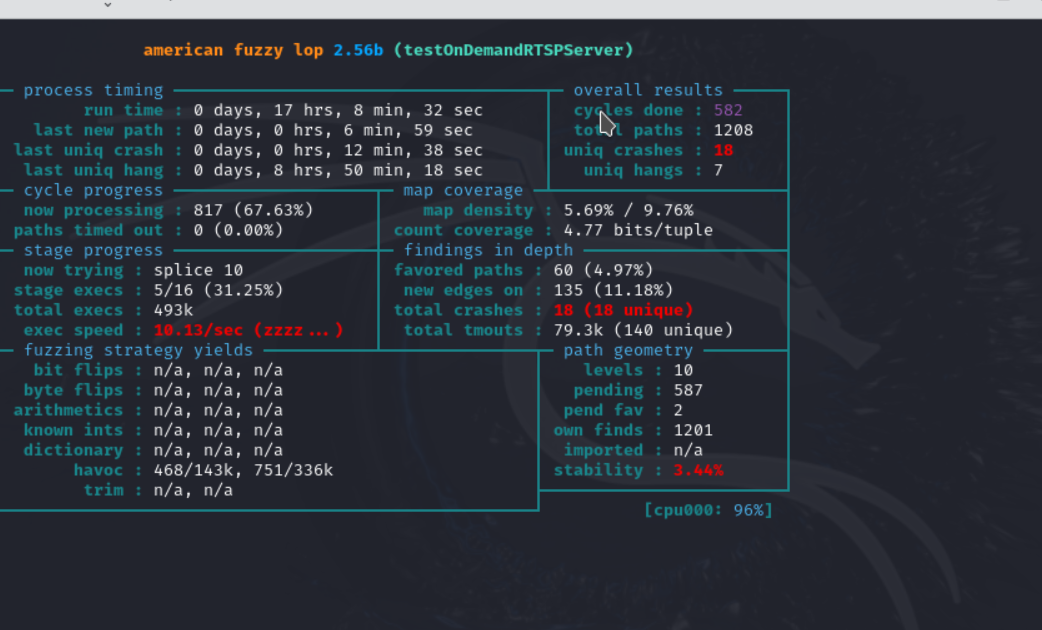 american fuzzy lop 2.56b (testOnDemandRTSPServer)
process timing
run time : 0 days, 17 hrs, 8 min, 32 sec
last new path : 0 days, 0 hrs, 6 min, 59 sec
last uniq crash : 0 days, 0 hrs, 12 min, 38 sec
last uniq hang : 0 days, 8 hrs, 50 min, 18 sec
overall results
cycles done : 582
total paths : 1208
uniq crashes : 18
uniq hangs : 7
cycle progress
now processing : 817 (67.63%)
paths timed out : 0 (0.00%)
map coverage
map density : 5.69% / 9.76%
count coverage : 4.77 bits/tuple
stage progress
now trying : splice 10
stage execs : 5/16 (31.25%)
total execs : 493k
exec speed : 10.13/sec (zzzz...)
findings in depth
favored paths : 60 (4.97%)
new edges on : 135 (11.18%)
total crashes : 18 (18 unique)
total tmouts : 79.3k (140 unique)
fuzzing strategy yields
bit flips : n/a, n/a, n/a
byte flips : n/a, n/a, n/a
arithmetics : n/a, n/a, n/a
known ints : n/a, n/a, n/a
dictionary : n/a, n/a, n/a
havoc : 468/143k, 751/336k
trim : n/a, n/a
path geometry
levels : 10
pending : 587
pend fav : 2
own finds : 1201
imported : n/a
stability : 3.44%
[cpu000: 96%]